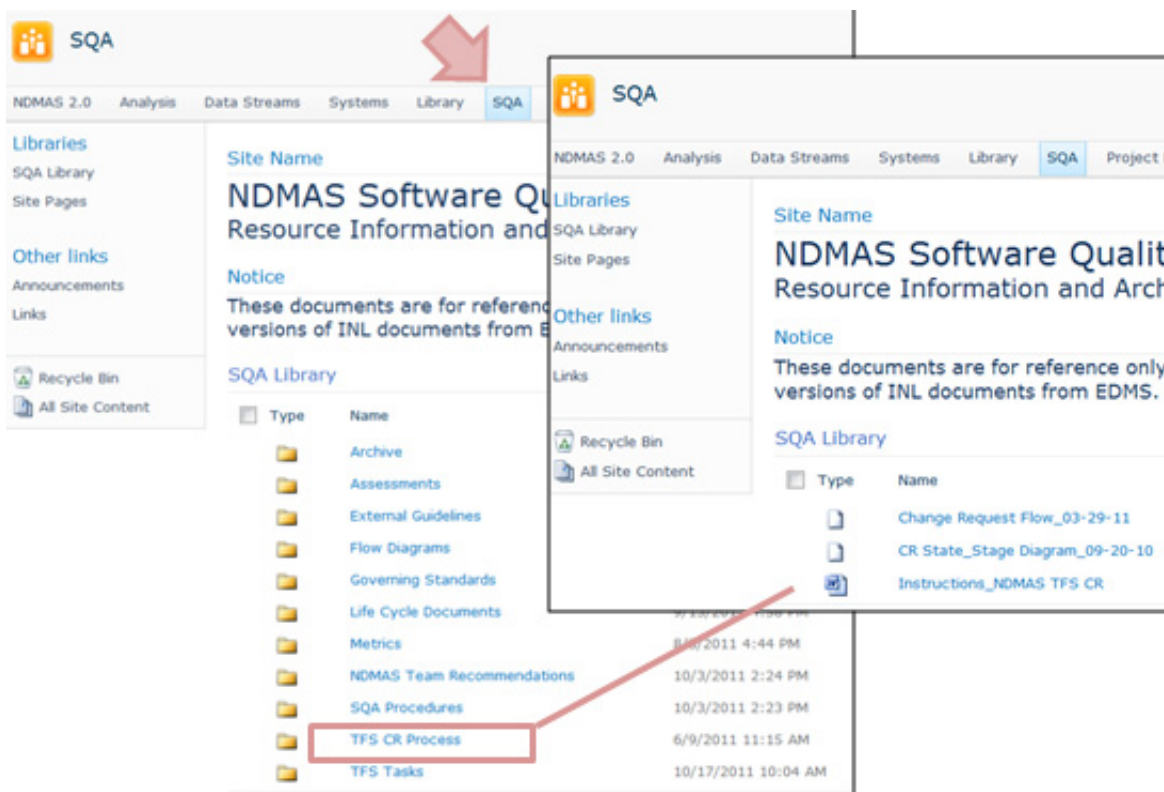 SQA
NDMAS 2.0 Analysis Data Streams Systems Library SQA
Libraries
SQA Library
Site Pages
Other links
Announcements
Links
Recycle Bin
All Site Content
Site Name
NDMAS Software Qu
Resource Information and
Notice
These documents are for referenc
versions of INL documents from E
SQA Library
Type Name
Archive
Assessments
External Guidelines
Flow Diagrams
Governing Standards
Life Cycle Documents
Metrics 8/8/2011 4:44 PM
NDMAS Team Recommendations 10/3/2011 2:24 PM
SQA Procedures 10/3/2011 2:23 PM
TFS CR Process 6/9/2011 11:15 AM
TFS Tasks 10/17/2011 10:04 AM
SQA
NDMAS 2.0 Analysis Data Streams Systems Library SQA Project
Libraries
SQA Library
Site Pages
Other links
Announcements
Links
Recycle Bin
All Site Content
Site Name
NDMAS Software Qualit
Resource Information and Arch
Notice
These documents are for reference only
versions of INL documents from EDMS.
SQA Library
Type Name
Change Request Flow_03-29-11
CR State_Stage Diagram_09-20-10
Instructions_NDMAS TFS CR